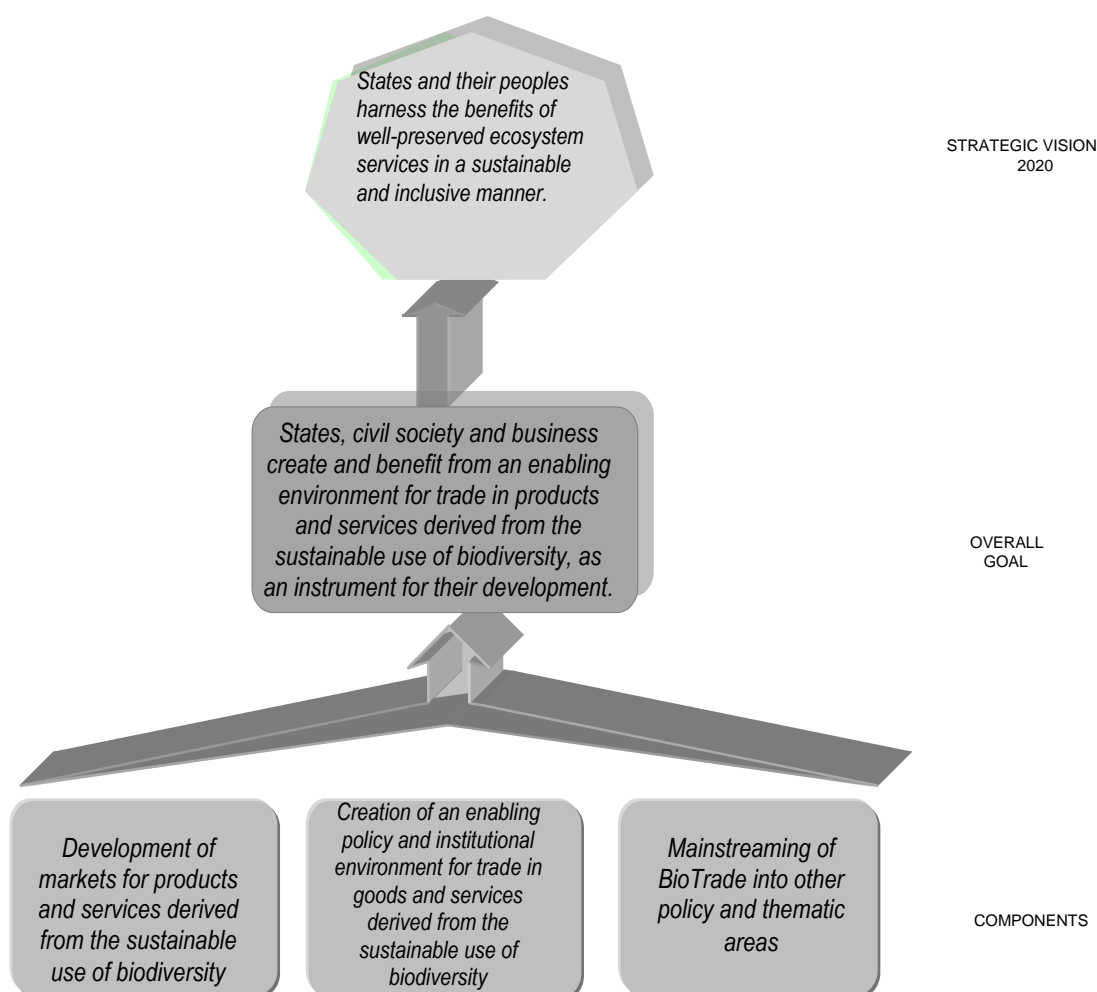 States and their peoples
harness the benefits of
well-preserved ecosystem
services in a sustainable
and inclusive manner.
STRATEGIC VISION
2020
States, civil society and business
create and benefit from an enabling
environment for trade in products
and services derived from the
sustainable use of biodiversity, as
an instrument for their development.
OVERALL
GOAL
Development of
markets for products
and services derived
from the sustainable
use of biodiversity
Creation of an enabling
policy and institutional
environment for trade in
goods and services
derived from the
sustainable use of
biodiversity
Mainstreaming of
BioTrade into other
policy and thematic
areas
COMPONENTS